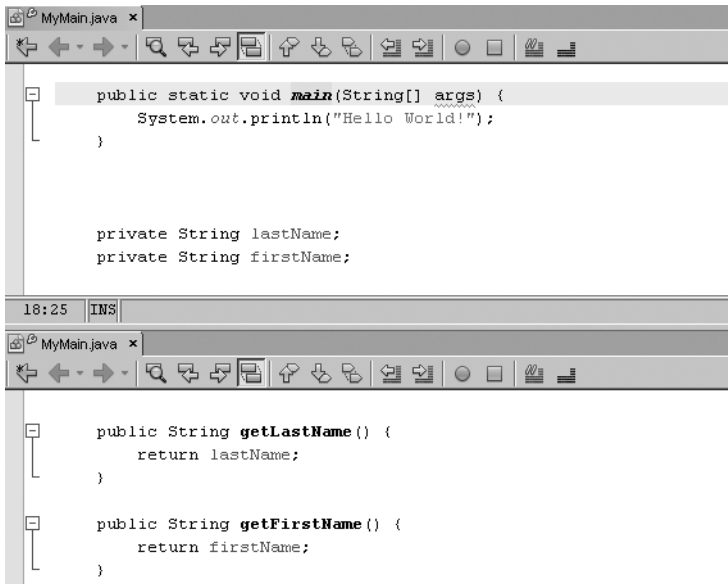 MyMain.java
public static void main(String[] args) {
System.out.println("Hello World!");
}
private String lastName;
private String firstName;
18:25 INS
MyMain.java
public String getLastName() {
return lastName;
}
public String getFirstName() {
return firstName;
}